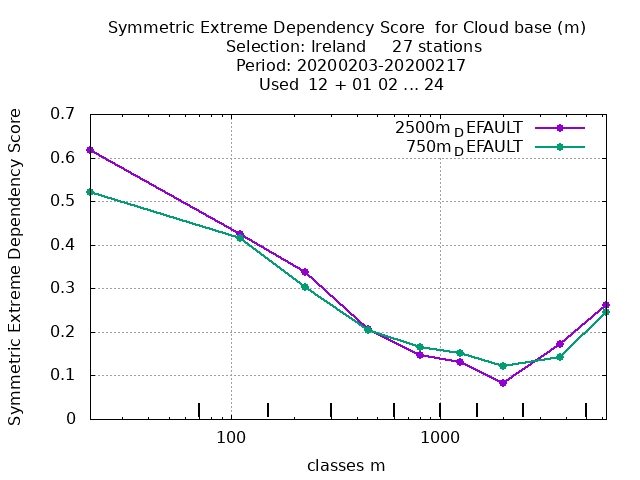 Symmetric Extreme Dependency Score for Cloud base (m)
Selection: Ireland 27 stations
Period: 20200203-20200217
Used 12 + 01 02 ... 24
Symmetric Extreme Dependency Score
0.7
0.6
0.5
0.4
0.3
0.2
0.1
0
2500mDEFAULT
750mDEFAULT
100
1000
classes m